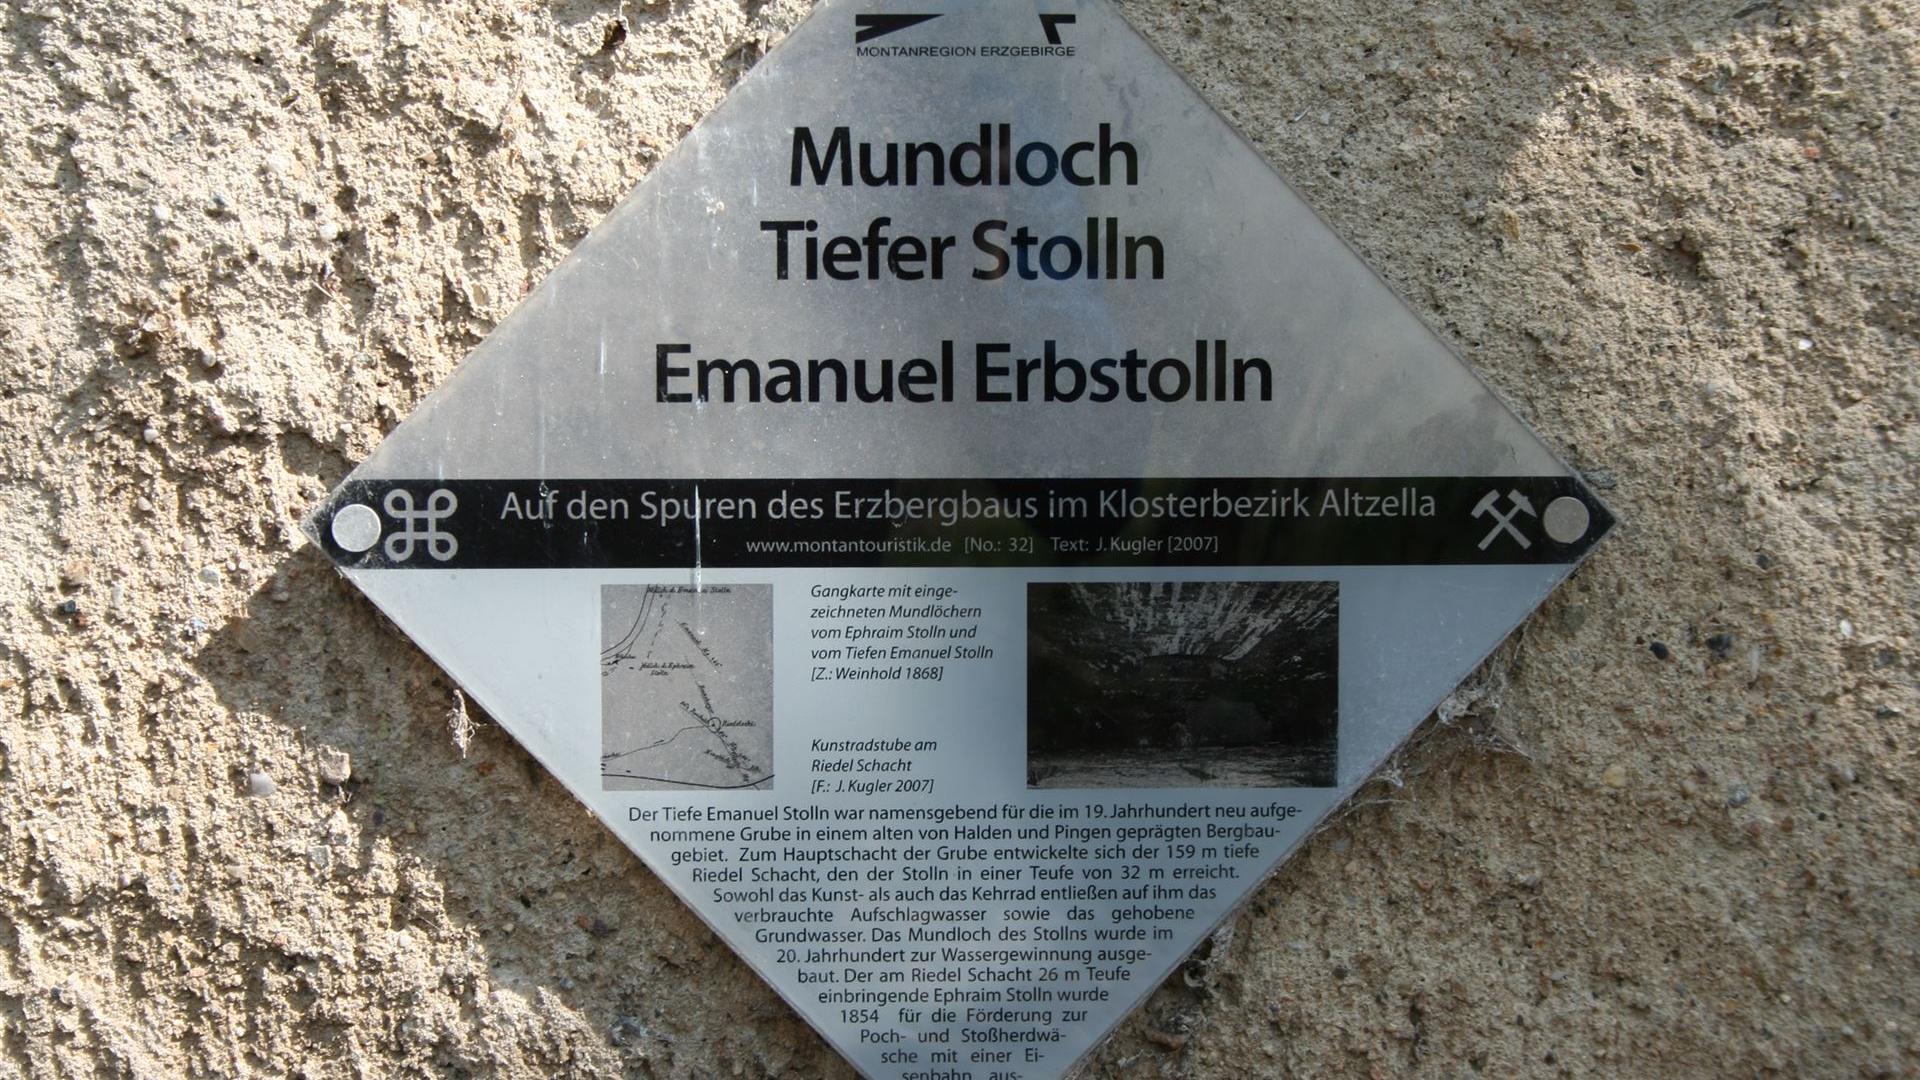 MONTANREGION ERZGEBIRGE
Mundloch
Tiefer Stolln
Emanuel Erbstolln
Auf den Spuren des Erzbergbaus im Klosterbezirk Altzella
www.montantouristik.de [No.: 32] Text: J. Kugler [2007]
Gangkarte mit einge-
zeichneten Mundlöchern
vom Ephraim Stolln und
vom Tiefen Emanuel Stolln
[Z.: Weinhold 1868]
Kunstradstube am
Riedel Schacht
[F.: J. Kugler 2007]
Der Tiefe Emanuel Stolln war namensgebend für die im 19. Jahrhundert neu aufge-
nommene Grube in einem alten von Halden und Pingen geprägten Bergbau-
gebiet. Zum Hauptschacht der Grube entwickelte sich der 159 m tiefe
Riedel Schacht, den der Stolln in einer Teufe von 32 m erreicht.
Sowohl das Kunst- als auch das Kehrrad entließen auf ihm das
verbrauchte Aufschlagwasser sowie das gehobene
Grundwasser. Das Mundloch des Stollns wurde im
20. Jahrhundert zur Wassergewinnung ausge-
baut. Der am Riedel Schacht 26 m Teufe
einbringende Ephraim Stolln wurde
1854 für die Förderung zur
Poch- und Stoßherdwä-
sche mit einer Ei-
senbahn aus-